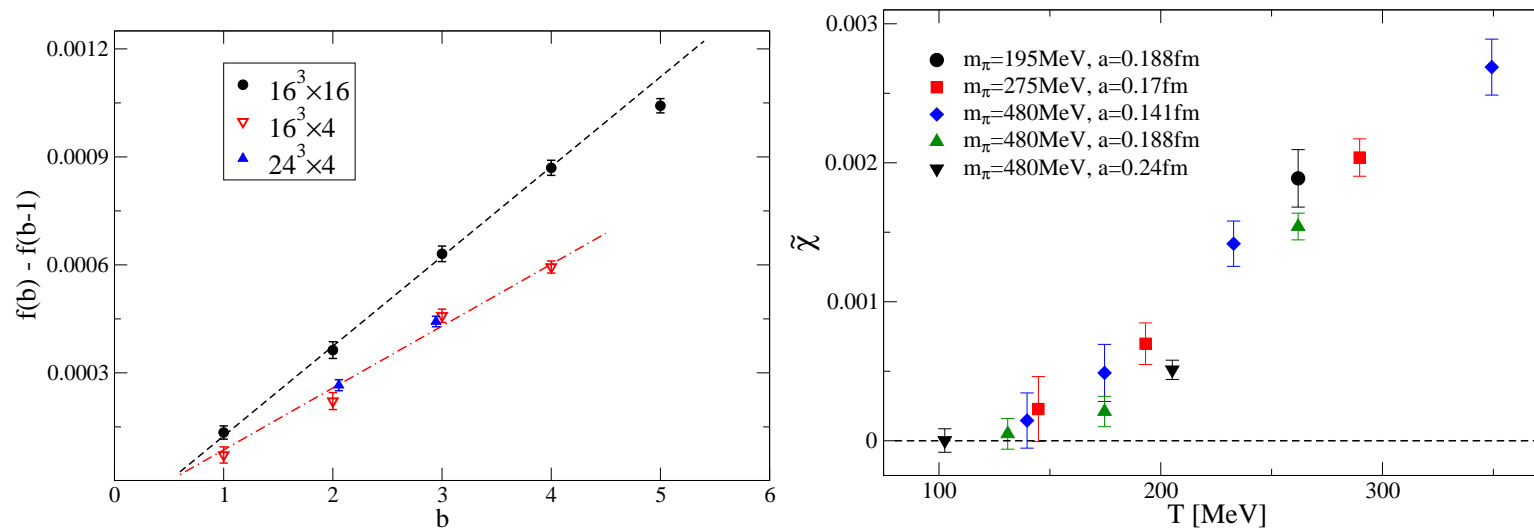 0.0012
0.0009
0.0006
0.0003
f(b) - f(b-1)
16³×16
16³×4
24³×4
0 1 2 3 4 5 6
b
0.003
0.002
0.001
0
χ̃
m_π=195MeV, a=0.188fm
m_π=275MeV, a=0.17fm
m_π=480MeV, a=0.141fm
m_π=480MeV, a=0.188fm
m_π=480MeV, a=0.24fm
100 200 300
T [MeV]